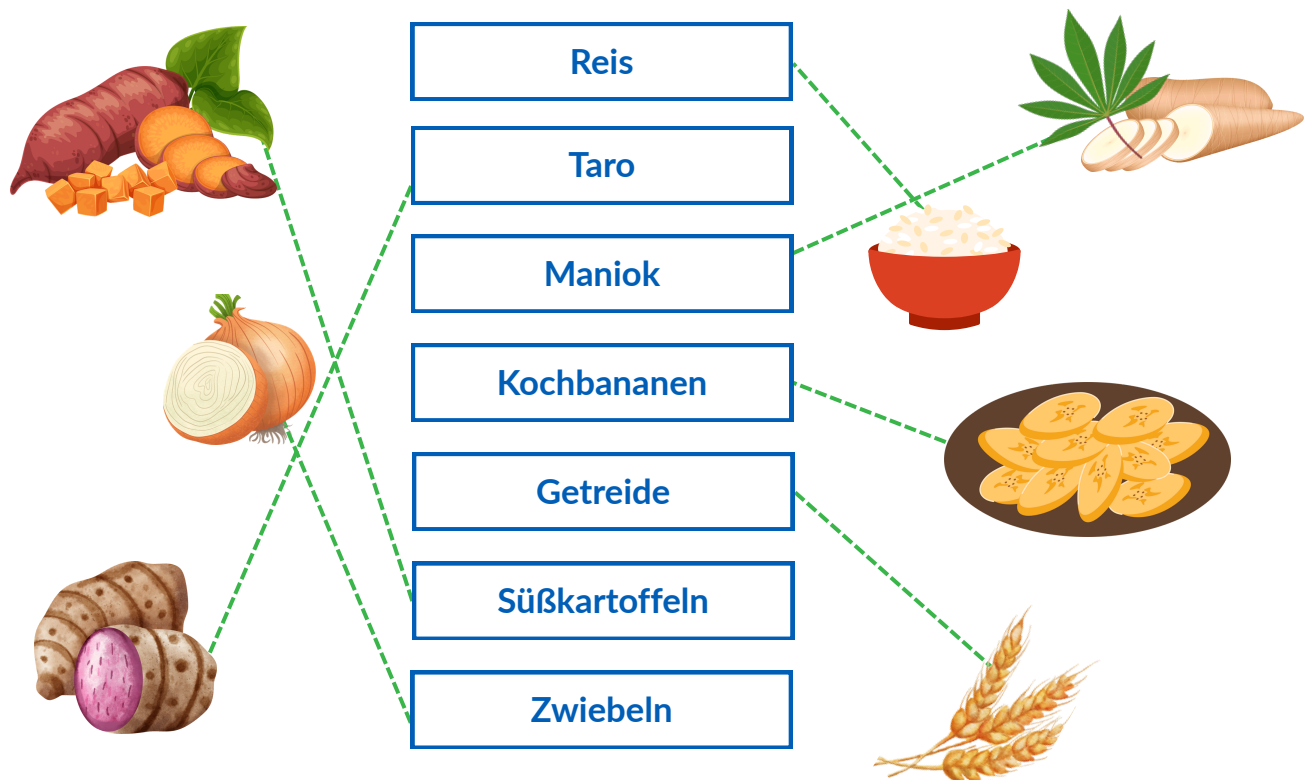 Reis
Taro
Maniok
Kochbananen
Getreide
Süßkartoffeln
Zwiebeln